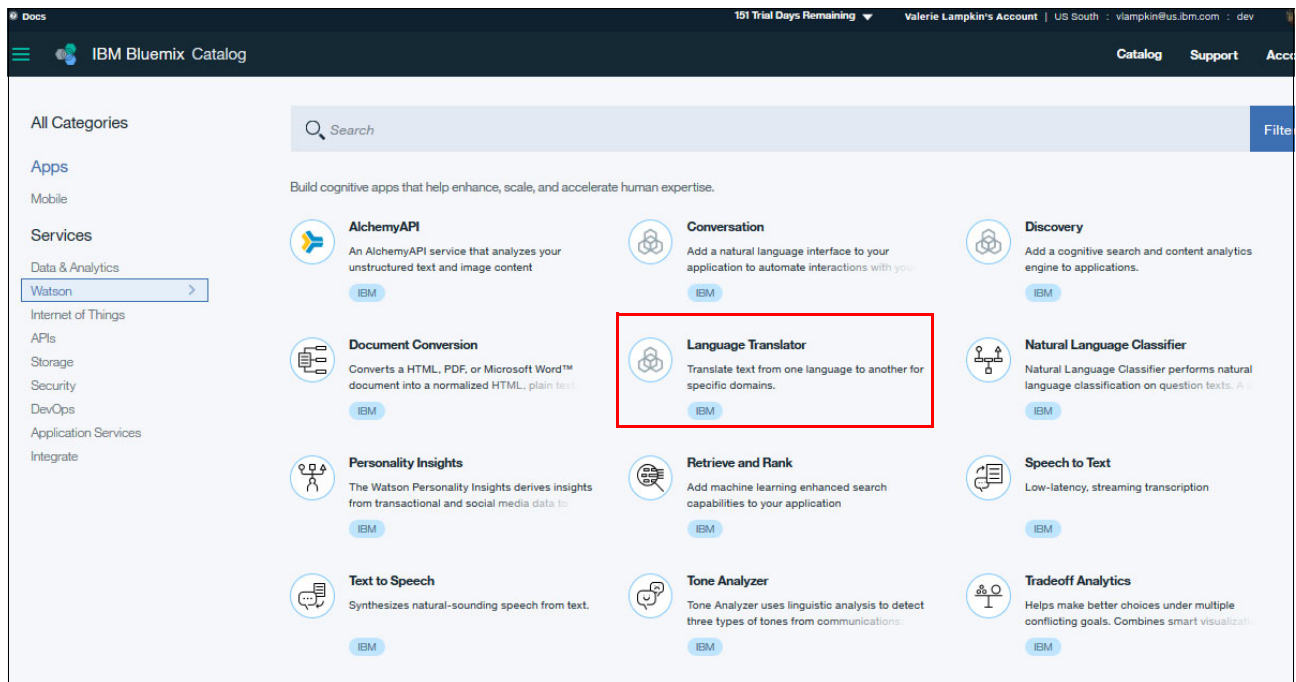 Docs
151 Trial Days Remaining
Valerie Lampkin's Account | US South : vlampkin@us.ibm.com : dev
IBM Bluemix Catalog
Catalog Support
All Categories
Search
Apps
Mobile
Services
Data & Analytics
Watson
Internet of Things
APIs
Storage
Security
DevOps
Application Services
Integrate
Build cognitive apps that help enhance, scale, and accelerate human expertise.
AlchemyAPI
An AlchemyAPI service that analyzes your
unstructured text and image content
IBM
Conversation
Add a natural language interface to your
application to automate interactions with your
IBM
Discovery
Add a cognitive search and content analytics
engine to applications.
IBM
Document Conversion
Converts a HTML, PDF, or Microsoft Word™
document into a normalized HTML, plain text,
IBM
Language Translator
Translate text from one language to another for
specific domains.
IBM
Natural Language Classifier
Natural Language Classifier performs natural
language classification on question texts. A
IBM
Personality Insights
The Watson Personality Insights derives insights
from transactional and social media data to
IBM
Retrieve and Rank
Add machine learning enhanced search
capabilities to your application
IBM
Speech to Text
Low-latency, streaming transcription
IBM
Text to Speech
Synthesizes natural-sounding speech from text.
IBM
Tone Analyzer
Tone Analyzer uses linguistic analysis to detect
three types of tones from communications:
IBM
Tradeoff Analytics
Helps make better choices under multiple
conflicting goals. Combines smart
IBM